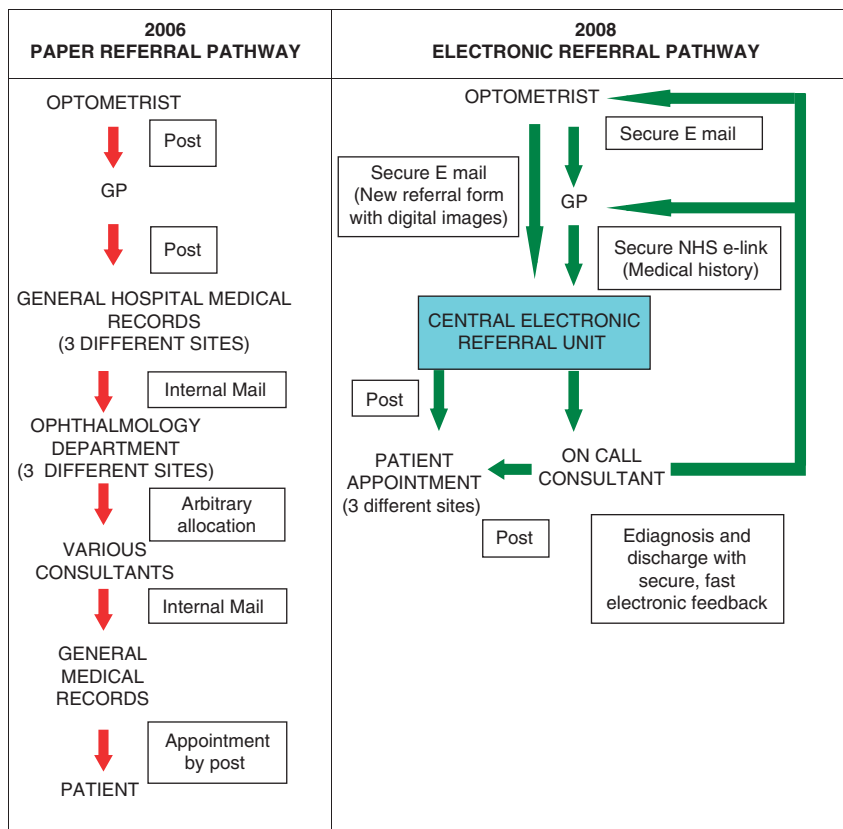 2006
PAPER REFERRAL PATHWAY
OPTOMETRIST
Post
GP
Post
GENERAL HOSPITAL MEDICAL
RECORDS
(3 DIFFERENT SITES)
Internal Mail
OPHTHALMOLOGY
DEPARTMENT
(3 DIFFERENT SITES)
Arbitrary
allocation
VARIOUS
CONSULTANTS
Internal Mail
GENERAL
MEDICAL
RECORDS
Appointment
by post
PATIENT
2008
ELECTRONIC REFERRAL PATHWAY
OPTOMETRIST
Secure E mail
Secure E mail
(New referral form
with digital images)
GP
Secure NHS e-link
(Medical history)
CENTRAL ELECTRONIC
REFERRAL UNIT
Post
PATIENT
APPOINTMENT
(3 different sites)
ON CALL
CONSULTANT
Post
Ediagnosis and
discharge with
secure, fast
electronic feedback